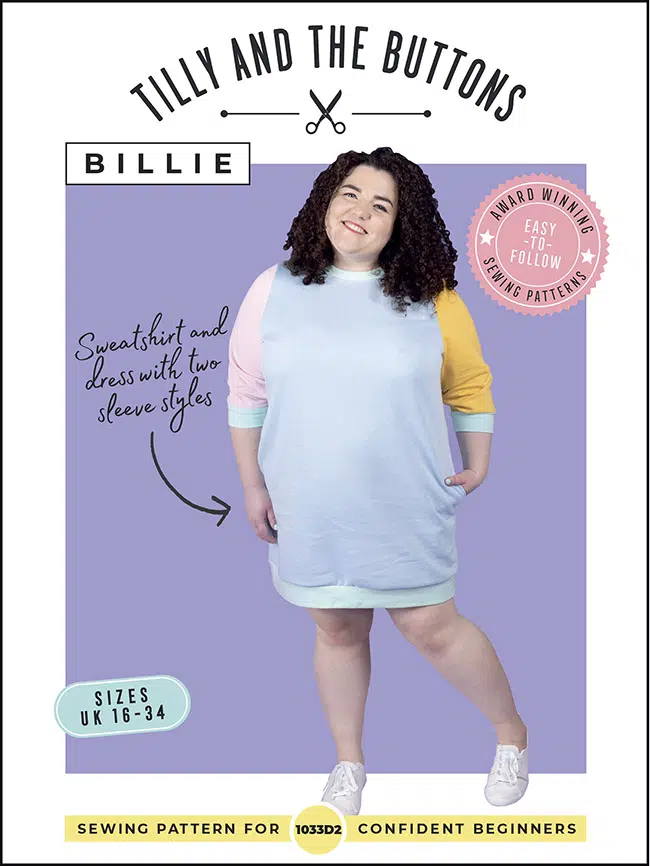 TILLY AND THE BUTTONS
BILLIE
AWARD WINNING
EASY
-TO-
FOLLOW
SEWING PATTERNS
Sweatshirt and
dress with two
sleeve styles
SIZES
UK 16-34
SEWING PATTERN FOR 1033D2 CONFIDENT BEGINNERS